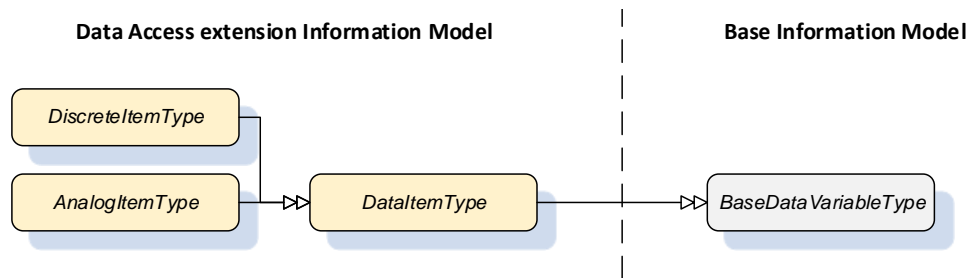 Data Access extension Information Model
Base Information Model
DiscreteItemType
AnalogItemType
DataItemType
BaseDataVariableType